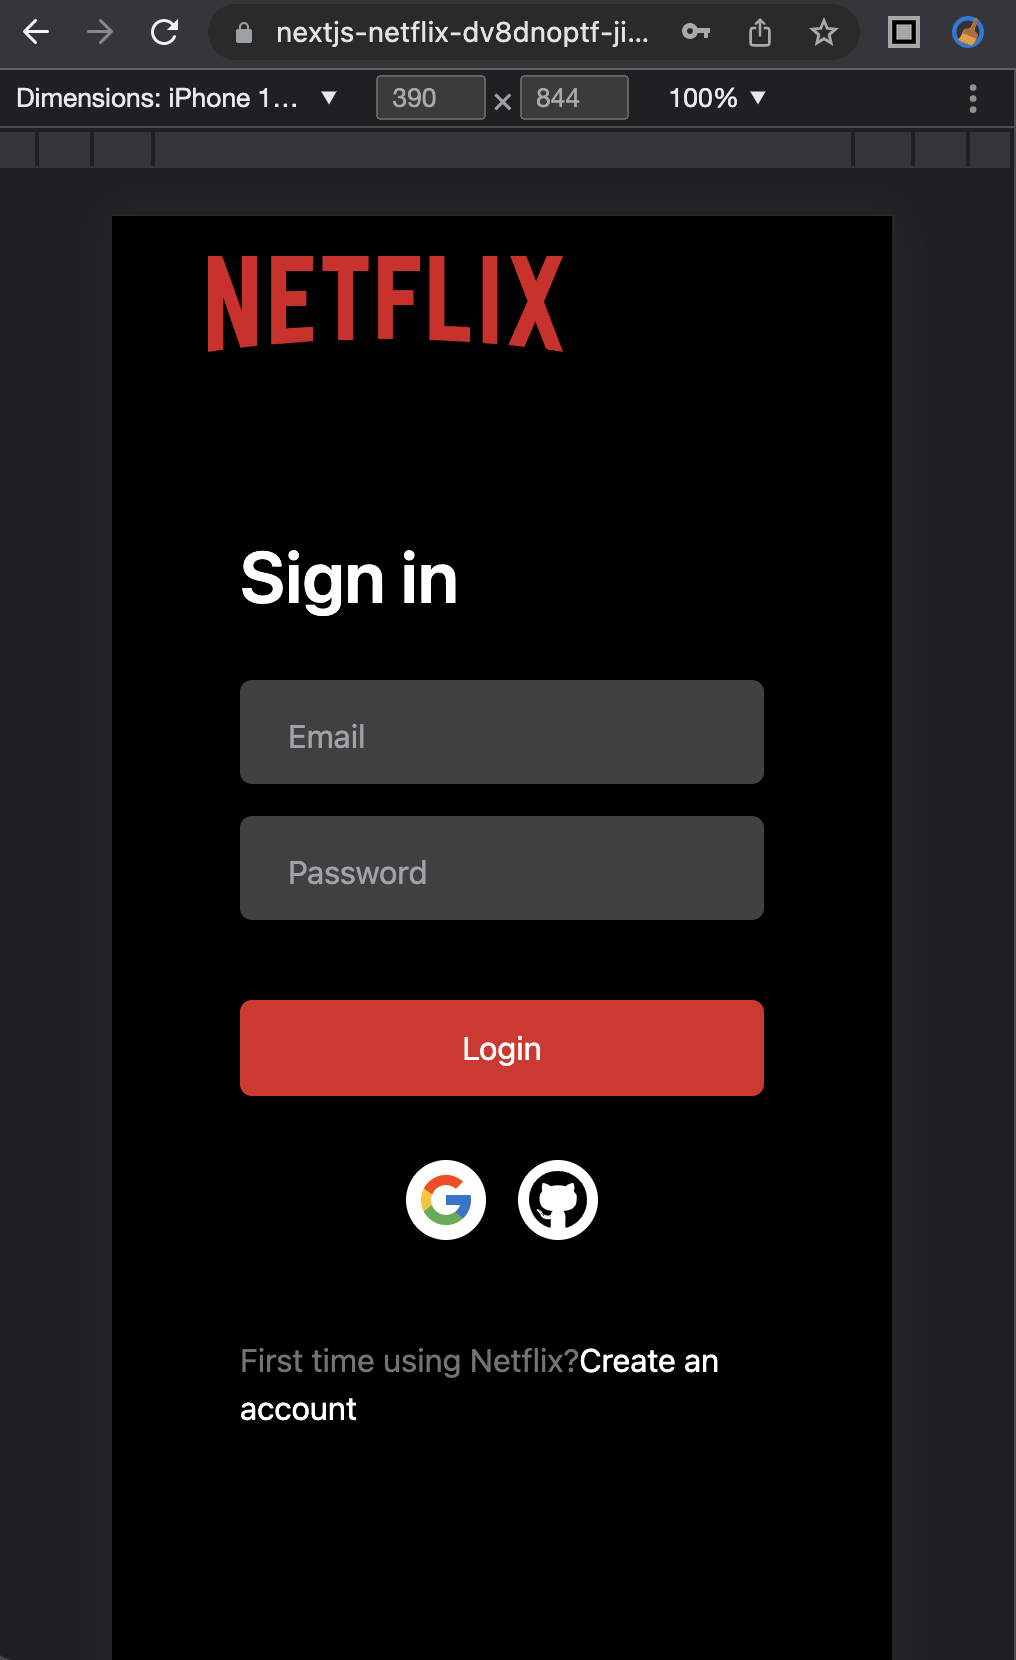 nextjs-netflix-dv8dnoptf-ji...
Dimensions: iPhone 1... ▼ 390 × 844 100% ▼
NETFLIX
Sign in
Email
Password
Login
First time using Netflix?Create an
account